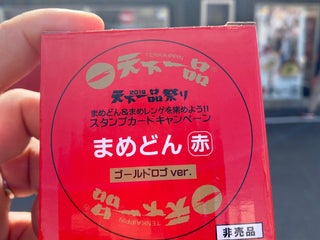 TENKAIPPIN
天下一品
2019
天下一品祭り
まめどん&まめレンゲを集めよう!!
スタンプカードキャンペーン
まめどん 赤
ゴールドロゴ ver.
天下一品
TENKAIPPIN
非売品